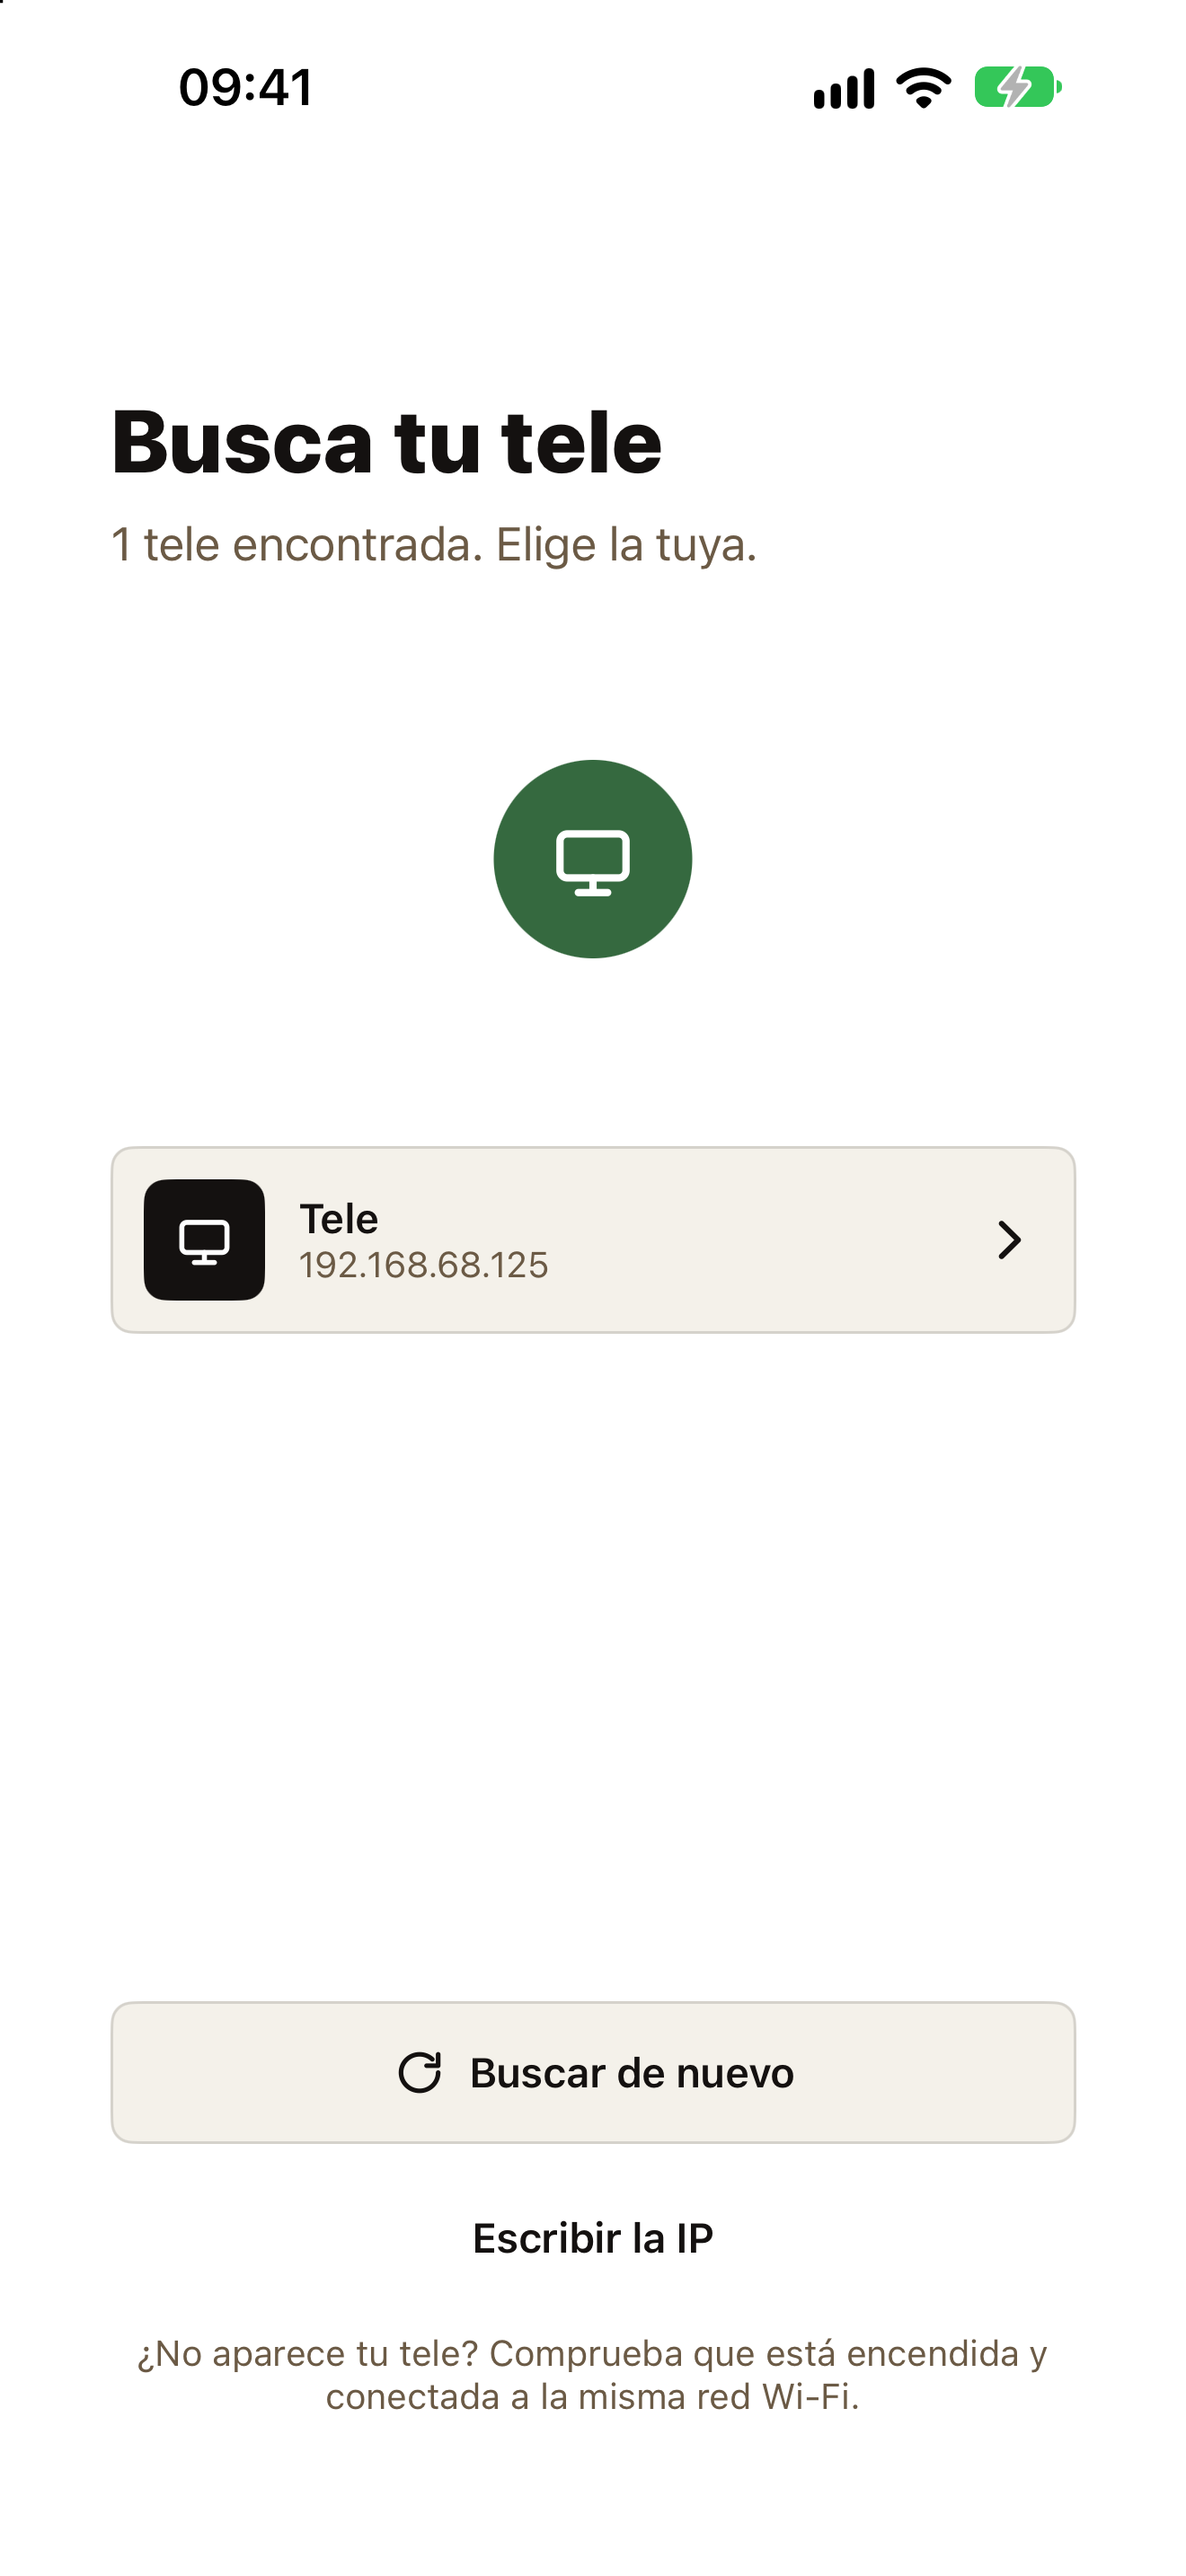 09:41
Busca tu tele
1 tele encontrada. Elige la tuya.
Tele
192.168.68.125
Buscar de nuevo
Escribir la IP
¿No aparece tu tele? Comprueba que está encendida y
conectada a la misma red Wi-Fi.